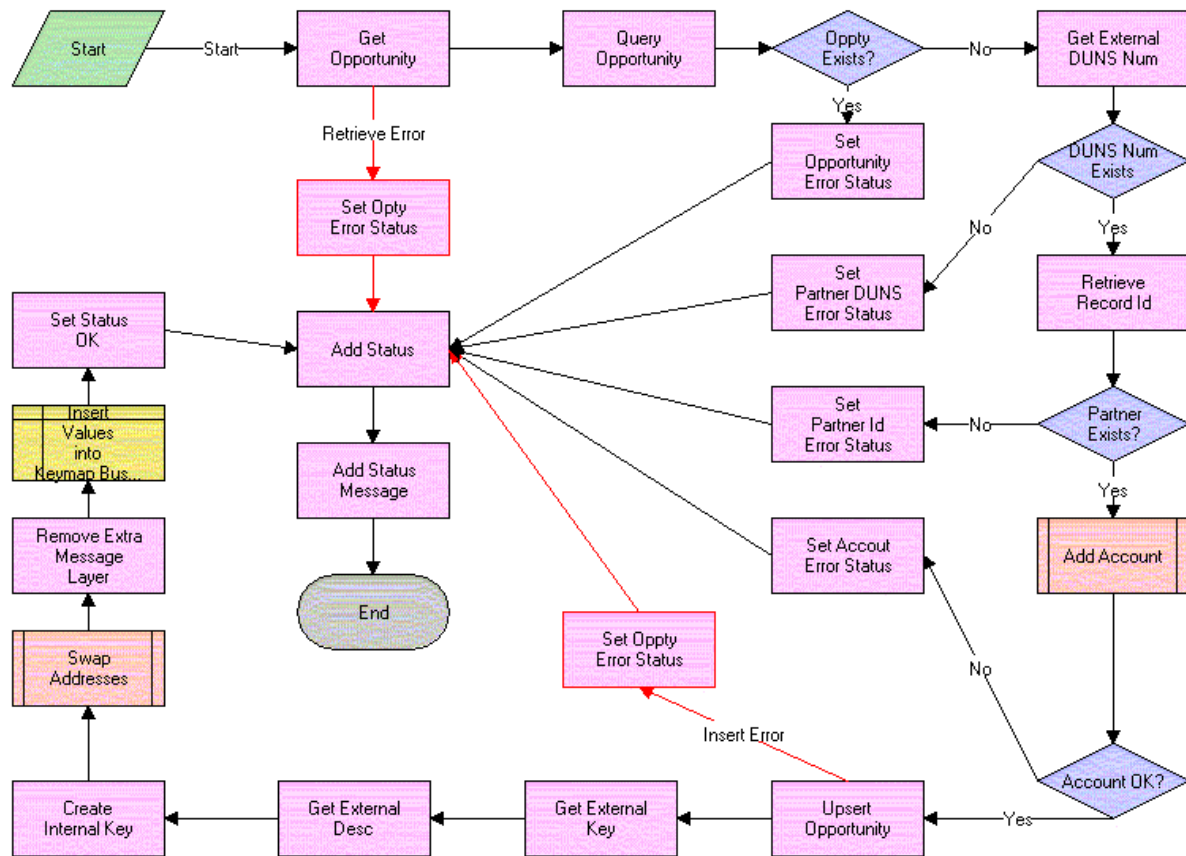 Start
Start
Get
Opportunity
Query
Opportunity
Oppty
Exists?
No
Get External
DUNS Num
Yes
Retrieve Error
Set
Opportunity
Error Status
DUNS Num
Exists
Set Opty
Error Status
No
Yes
Set
Partner DUNS
Error Status
Retrieve
Record Id
Set Status
OK
Add Status
Insert
Values
into
Keymap Bus...
Set
Partner Id
Error Status
No
Partner
Exists?
Add Status
Message
Yes
Remove Extra
Message
Layer
Set Accout
Error Status
Add Account
End
Swap
Addresses
Set Oppty
Error Status
No
Insert Error
Create
Internal Key
Get External
Desc
Get External
Key
Upsert
Opportunity
Yes
Account OK?